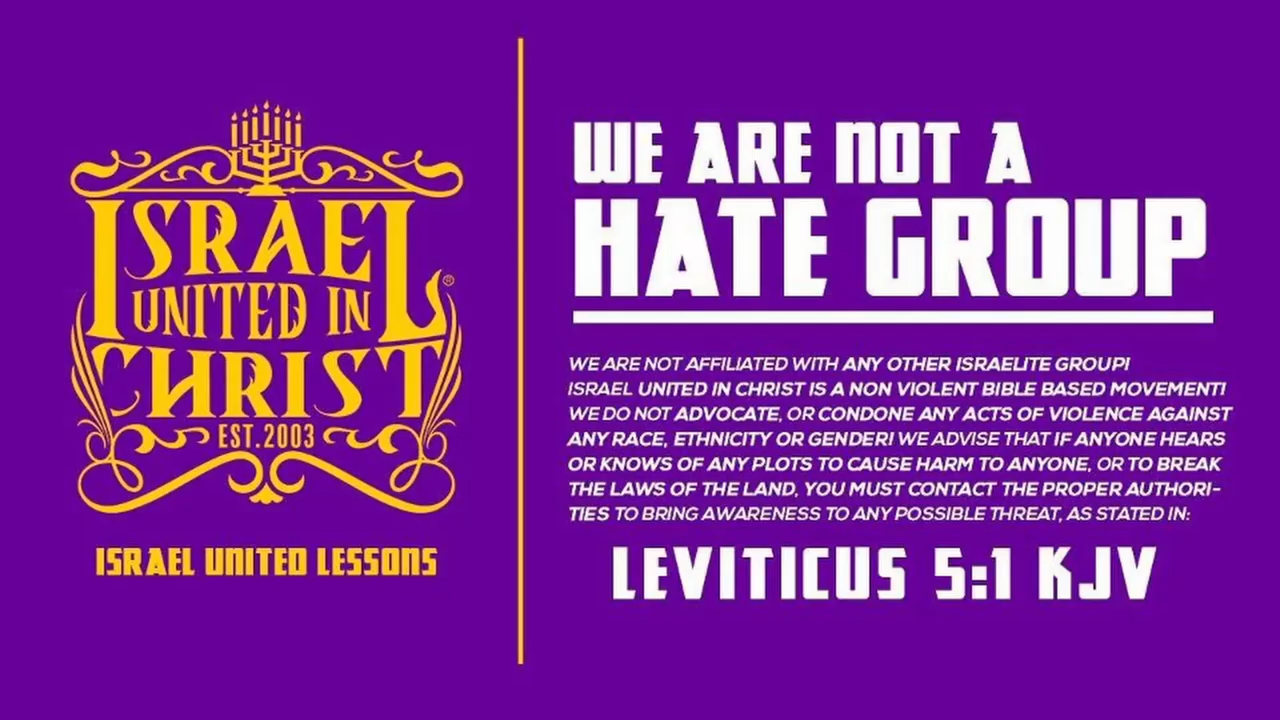 ISRAEL
UNITED IN
CHRIST
EST.2003
ISRAEL UNITED LESSONS
WE ARE NOT A
HATE GROUP
WE ARE NOT AFFILIATED WITH ANY OTHER ISRAELITE GROUP!
ISRAEL UNITED IN CHRIST IS A NON VIOLENT BIBLE BASED MOVEMENT!
WE DO NOT ADVOCATE, OR CONDONE ANY ACTS OF VIOLENCE AGAINST
ANY RACE, ETHNICITY OR GENDER! WE ADVISE THAT IF ANYONE HEARS
OR KNOWS OF ANY PLOTS TO CAUSE HARM TO ANYONE, OR TO BREAK
THE LAWS OF THE LAND, YOU MUST CONTACT THE PROPER AUTHORI-
TIES TO BRING AWARENESS TO ANY POSSIBLE THREAT, AS STATED IN:
LEVITICUS 5:1 KJV